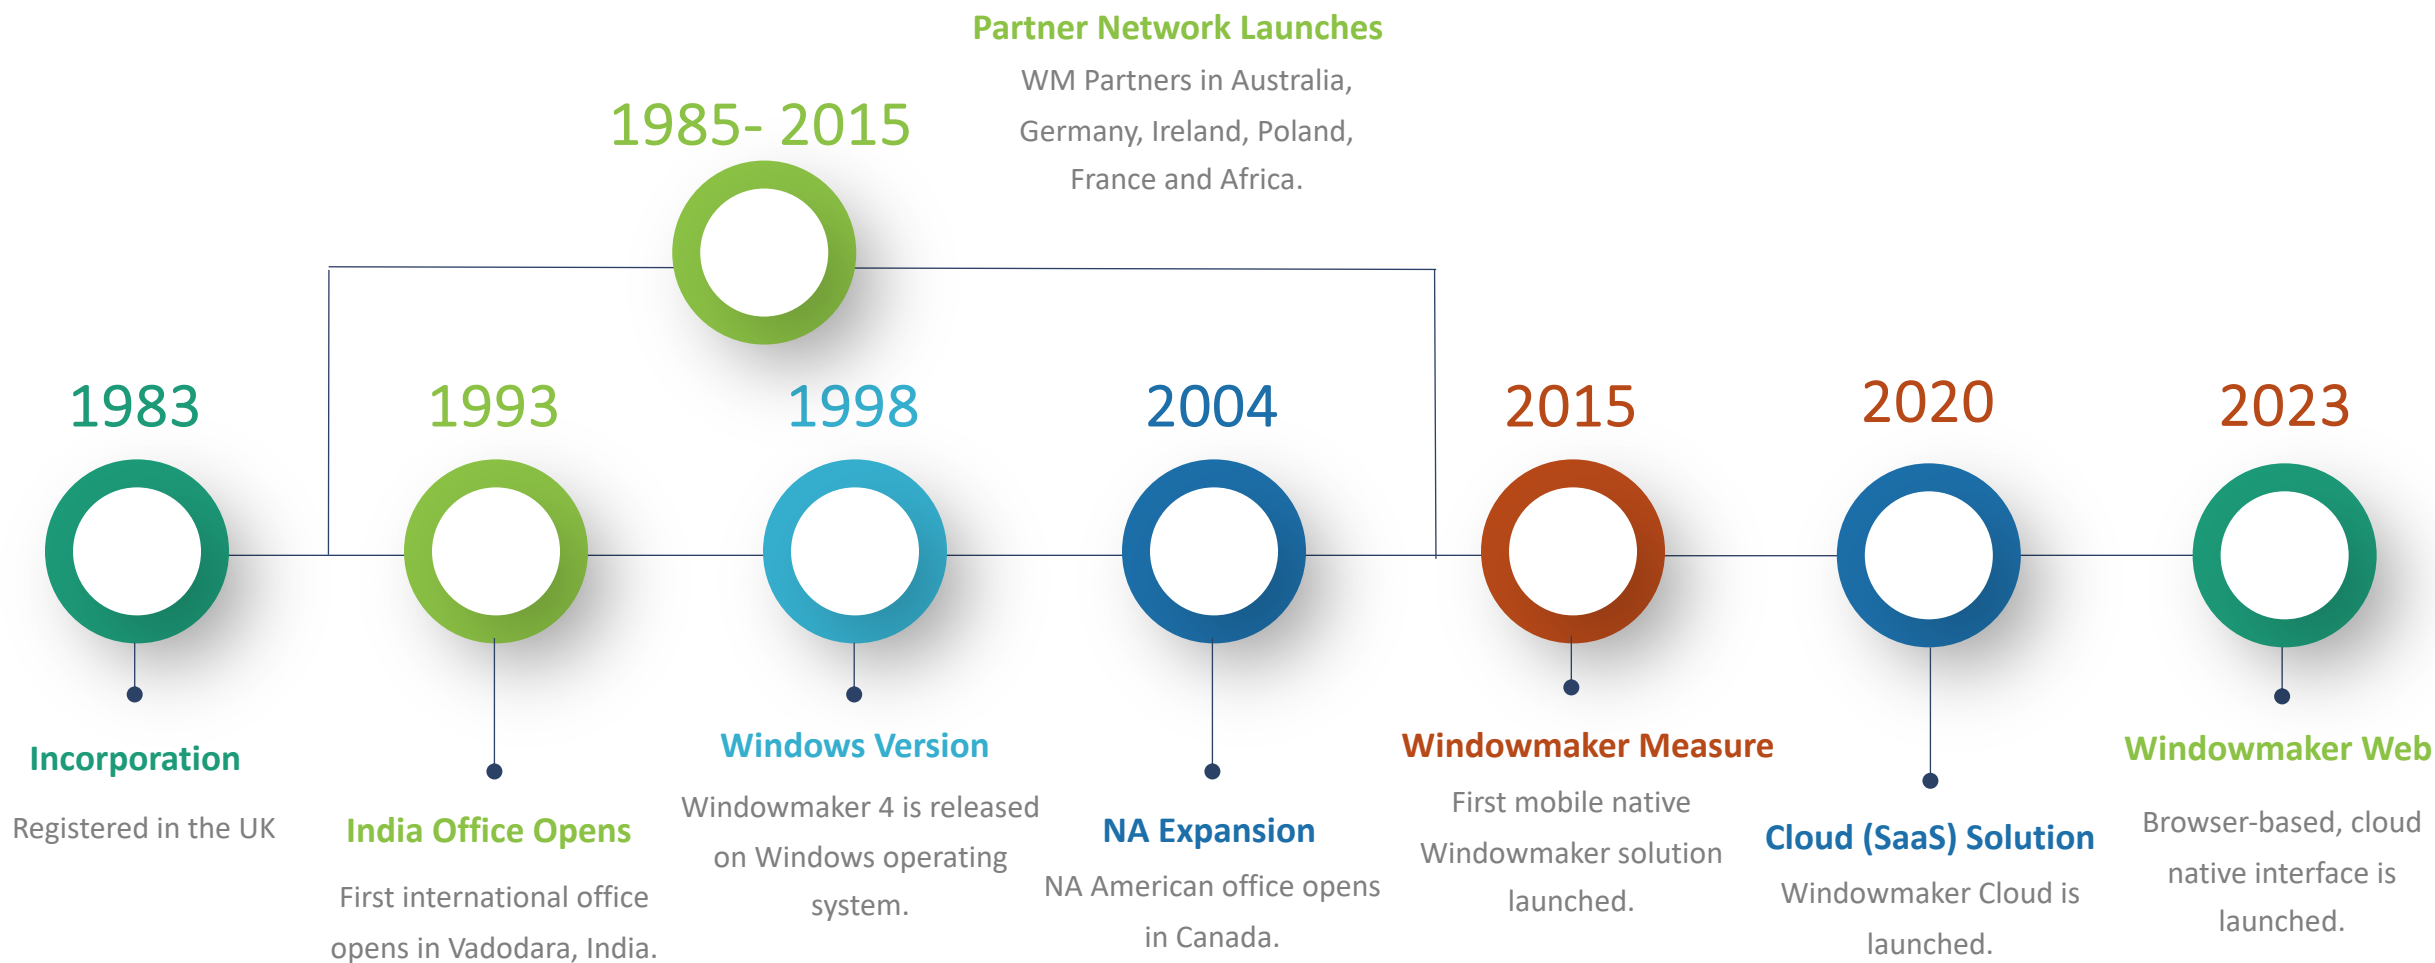 Partner Network Launches
WM Partners in Australia,
Germany, Ireland, Poland,
France and Africa.
1985- 2015
1983
1993
1998
2004
2015
2020
2023
Incorporation
Registered in the UK
India Office Opens
First international office
opens in Vadodara, India.
Windows Version
Windowmaker 4 is released
on Windows operating
system.
NA Expansion
NA American office opens
in Canada.
Windowmaker Measure
First mobile native
Windowmaker solution
launched.
Cloud (SaaS) Solution
Windowmaker Cloud is
launched.
Windowmaker Web
Browser-based, cloud
native interface is
launched.